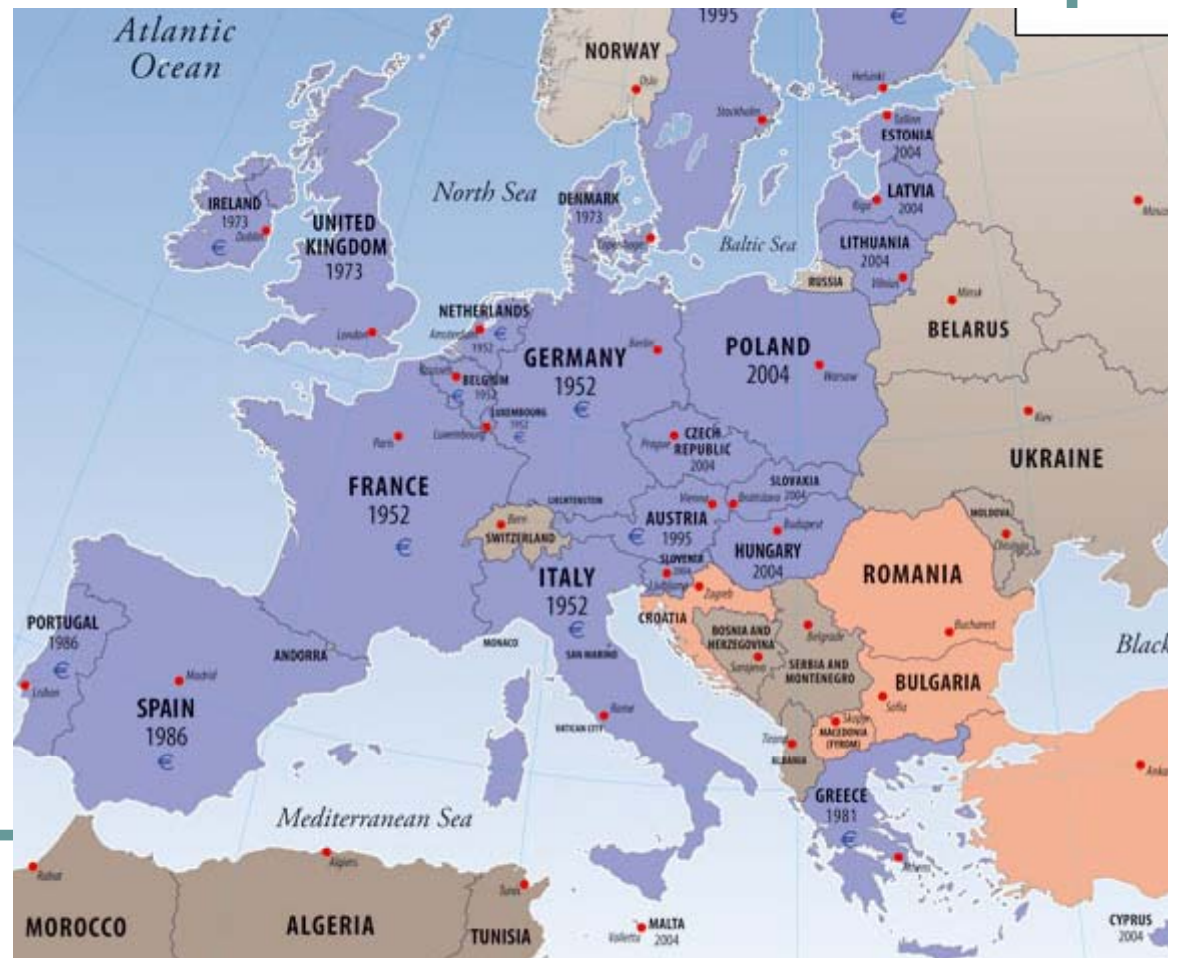 Atlantic
Ocean
1995
€
NORWAY
Oslo
Helsinki
Stockholm
Tallinn
ESTONIA
2004
North Sea
DENMARK
1973
Copenhagen
Riga
LATVIA
2004
IRELAND
1973
€
Dublin
UNITED
KINGDOM
1973
London
Baltic Sea
LITHUANIA
2004
Vilnius
RUSSIA
Minsk
BELARUS
NETHERLANDS
Amsterdam
€
1952
GERMANY
1952
€
Berlin
POLAND
2004
Warsaw
Kiev
UKRAINE
Brussels
BELGIUM
1952
€
LUXEMBOURG
1952
€
Luxembourg
Paris
FRANCE
1952
€
Prague
CZECH
REPUBLIC
2004
SLOVAKIA
2004
Bratislava
Vienna
LIECHTENSTEIN
AUSTRIA
€
1995
Budapest
HUNGARY
2004
Bern
SWITZERLAND
MOLDOVA
Chisinau
ROMANIA
Bucharest
ITALY
1952
€
SLOVENIA
2004
Ljubljana
Zagreb
CROATIA
BOSNIA AND
HERZEGOVINA
Sarajevo
Belgrade
SERBIA AND
MONTENEGRO
BULGARIA
Sofia
Black
PORTUGAL
1986
€
Lisbon
Madrid
SPAIN
1986
€
ANDORRA
MONACO
SAN MARINO
Rome
VATICAN CITY
Tirana
ALBANIA
Skopje
MACEDONIA
(FYROM)
GREECE
1981
€
Athens
Anka
Mediterranean Sea
Rabat
MOROCCO
Algiers
ALGERIA
Tunis
TUNISIA
Valletta
MALTA
2004
CYPRUS
2004